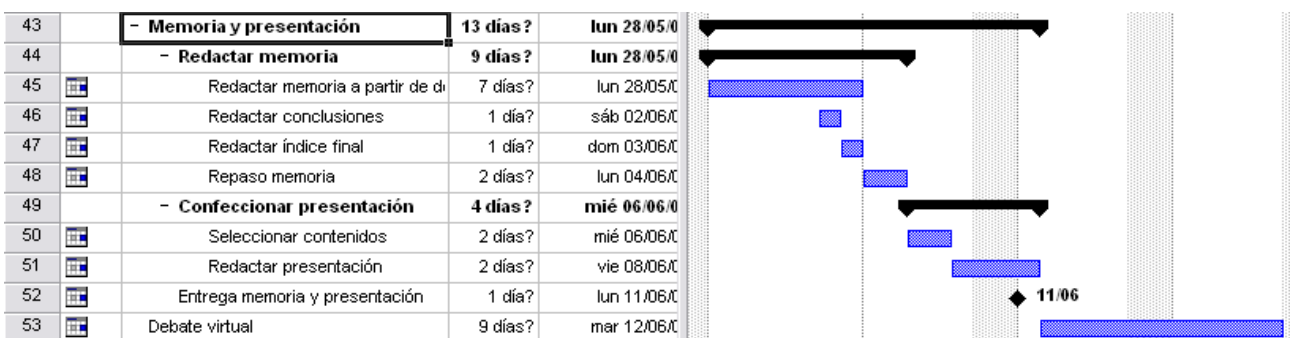 43 - Memoria y presentación 13 días? lun 28/05/0
44 - Redactar memoria 9 días? lun 28/05/0
45 Redactar memoria a partir de d 7 días? lun 28/05/0
46 Redactar conclusiones 1 día? sáb 02/06/0
47 Redactar índice final 1 día? dom 03/06/0
48 Repaso memoria 2 días? lun 04/06/0
49 - Confeccionar presentación 4 días? mié 06/06/0
50 Seleccionar contenidos 2 días? mié 06/06/0
51 Redactar presentación 2 días? vie 08/06/0
52 Entrega memoria y presentación 1 día? lun 11/06/0 11/06
53 Debate virtual 9 días? mar 12/06/0